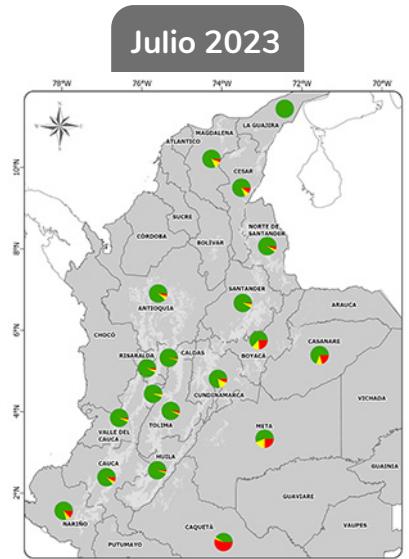 Julio 2023
78°W 76°W 74°W 72°W 70°W
LA GUAJIRA
MAGDALENA
ATLANTICO
10°N
CESAR
SUCRE
NORTE DE
SANTANDER
CÓRDOBA
BOLÍVAR
8°N
SANTANDER
ANTIOQUIA
ARAUCA
6°N
CHOCÓ
CASANARE
RISARALDA
CALDAS
BOYACÁ
CUNDINAMARCA
VICHADA
4°N
TOLIMA
VALLE DEL
CAUCA
META
HUILA
CAUCA
GUAINIA
2°N
GUAVIARE
NARIÑO
CAQUETÁ
VAUPES
PUTUMAYO